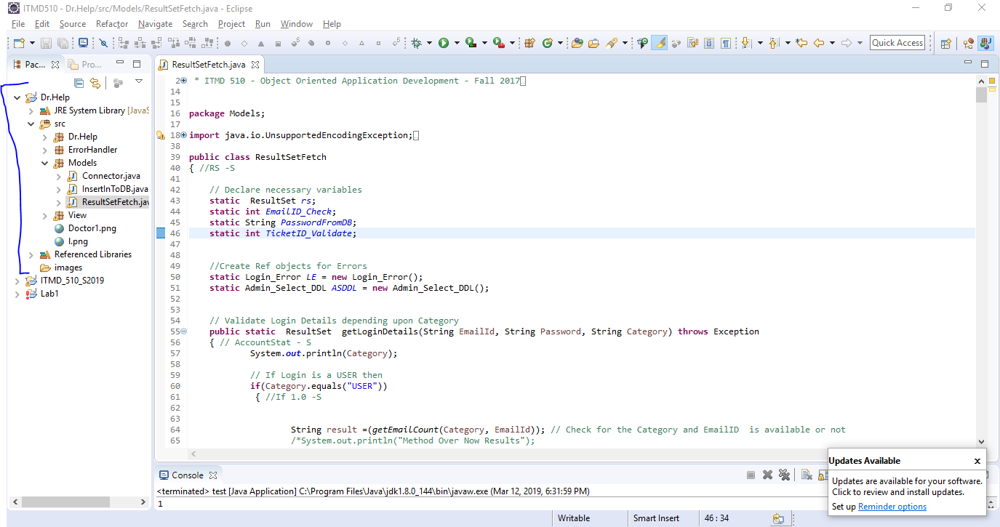 ITMD510 - Dr.Help/src/Models/ResultSetFetch.java - Eclipse
File Edit Source Refactor Navigate Search Project Run Window Help
Quick Access
Pac... Pro...
Dr.Help
JRE System Library [JavaS
src
Dr.Help
ErrorHandler
Models
Connector.java
InsertInToDB.java
ResultSetFetch.jav
View
Doctor1.png
I.png
Referenced Libraries
images
ITMD_510_S2019
Lab1
ResultSetFetch.java
2 * ITMD 510 - Object Oriented Application Development - Fall 2017
14
15
16 package Models;
17
18 import java.io.UnsupportedEncodingException;
38
39 public class ResultSetFetch
40 { //RS -S
41
42 // Declare necessary variables
43 static ResultSet rs;
44 static int EmailID_Check;
45 static String PasswordFromDB;
46 static int TicketID_Validate;
47
48
49 //Create Ref objects for Errors
50 static Login_Error LE = new Login_Error();
51 static Admin_Select_DDL ASDDL = new Admin_Select_DDL();
52
53
54 // Validate Login Details depending upon Category
55 public static ResultSet getLoginDetails(String EmailId, String Password, String Category) throws Exception
56 { // AccountStat - S
57 System.out.println(Category);
58
59 // If Login is a USER then
60 if(Category.equals("USER"))
61 { //If 1.0 -S
62
63
64 String result =(getEmailCount(Category, EmailId)); // Check for the Category and EmailID is available or not
65 /*System.out.println("Method Over Now Results");
Console
<terminated> test [Java Application] C:\Program Files\Java\jdk1.8.0_144\bin\javaw.exe (Mar 12, 2019, 6:31:59 PM)
1
Updates Available
Updates are available for your software.
Click to review and install updates.
Set up Reminder options
Writable Smart Insert 46 : 34